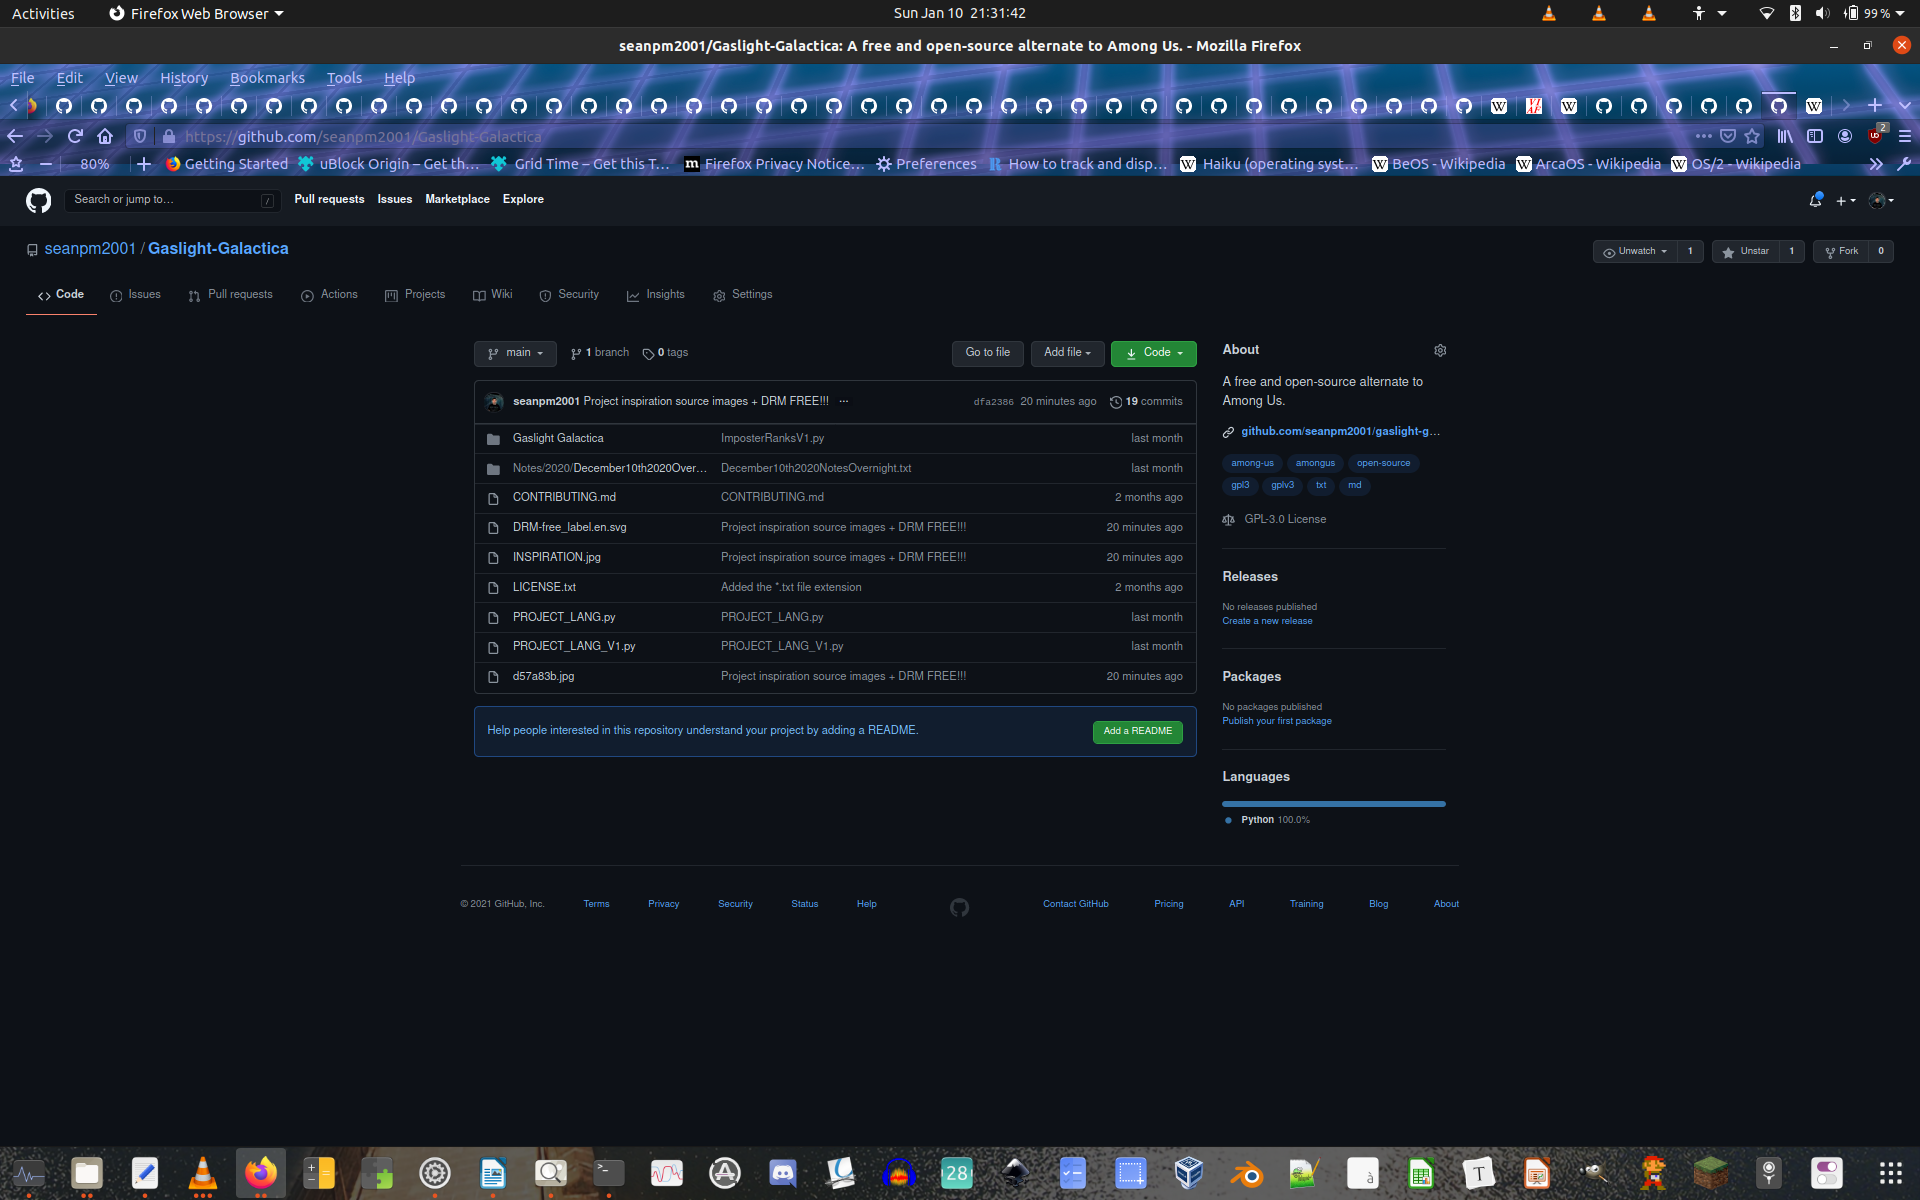 Activities Firefox Web Browser Sun Jan 10 21:31:42 99 %
seanpm2001/Gaslight-Galactica: A free and open-source alternate to Among Us. - Mozilla Firefox
File Edit View History Bookmarks Tools Help
https://github.com/seanpm2001/Gaslight-Galactica 2
80% Getting Started uBlock Origin – Get th… Grid Time – Get this T… Firefox Privacy Notice… Preferences How to track and disp… Haiku (operating syst… BeOS - Wikipedia ArcaOS - Wikipedia OS/2 - Wikipedia
Search or jump to… / Pull requests Issues Marketplace Explore
seanpm2001 / Gaslight-Galactica Unwatch 1 Unstar 1 Fork 0
Code Issues Pull requests Actions Projects Wiki Security Insights Settings
main 1 branch 0 tags Go to file Add file Code
seanpm2001 Project inspiration source images + DRM FREE!!! ... dfa2386 20 minutes ago 19 commits
Gaslight Galactica ImposterRanksV1.py last month
Notes/2020/December10th2020Over… December10th2020NotesOvernight.txt last month
CONTRIBUTING.md CONTRIBUTING.md 2 months ago
DRM-free_label.en.svg Project inspiration source images + DRM FREE!!! 20 minutes ago
INSPIRATION.jpg Project inspiration source images + DRM FREE!!! 20 minutes ago
LICENSE.txt Added the *.txt file extension 2 months ago
PROJECT_LANG.py PROJECT_LANG.py last month
PROJECT_LANG_V1.py PROJECT_LANG_V1.py last month
d57a83b.jpg Project inspiration source images + DRM FREE!!! 20 minutes ago
Help people interested in this repository understand your project by adding a README. Add a README
About
A free and open-source alternate to
Among Us.
github.com/seanpm2001/gaslight-g…
among-us amongus open-source
gpl3 gplv3 txt md
GPL-3.0 License
Releases
No releases published
Create a new release
Packages
No packages published
Publish your first package
Languages
Python 100.0%
© 2021 GitHub, Inc. Terms Privacy Security Status Help Contact GitHub Pricing API Training Blog About
28